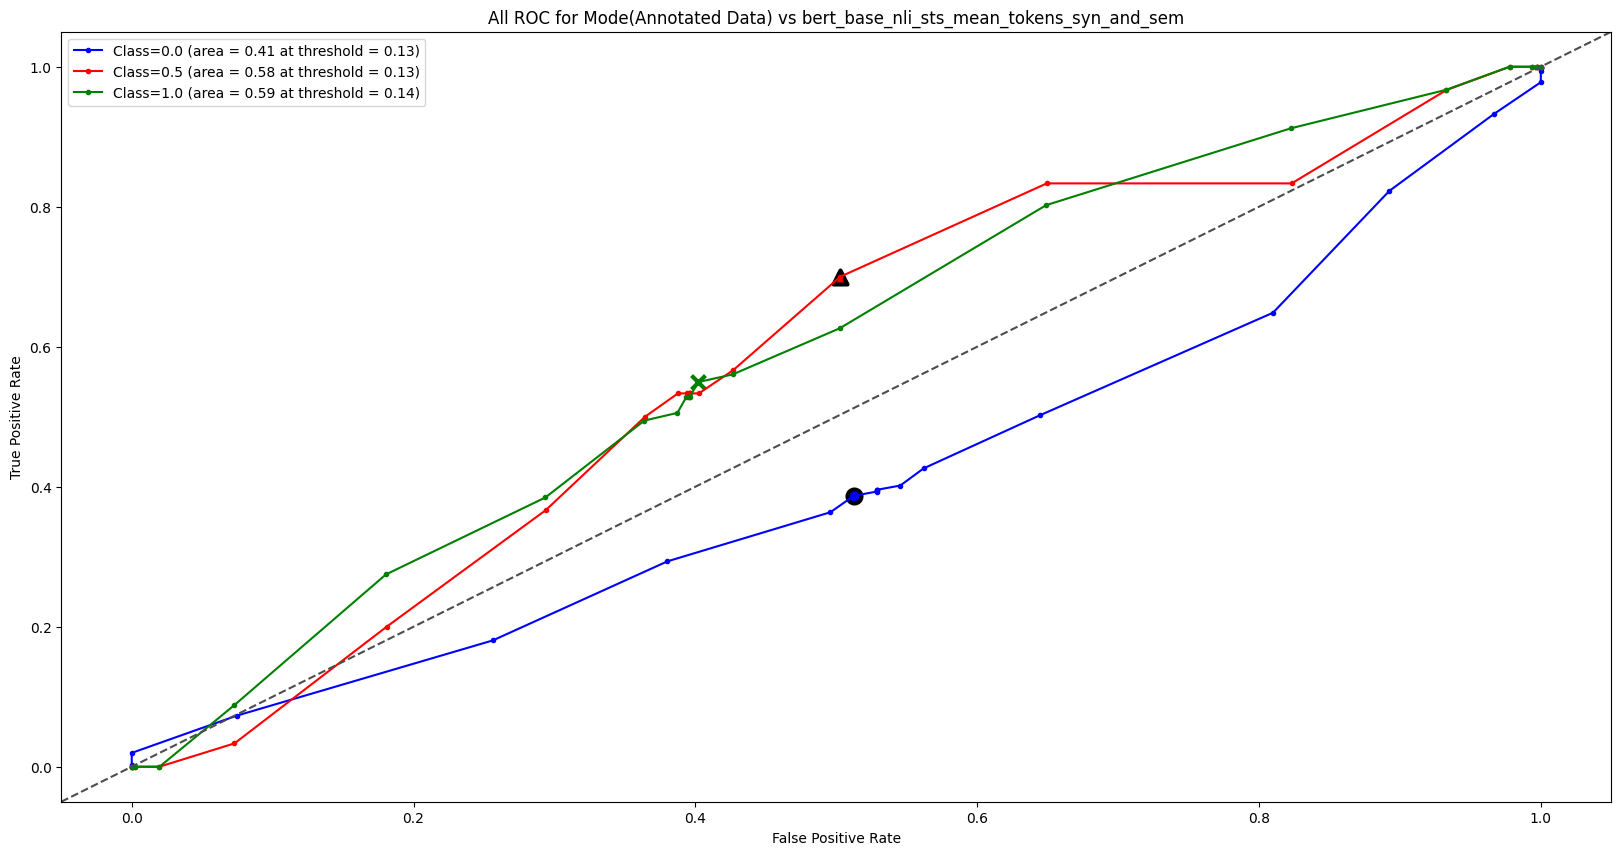 All ROC for Mode(Annotated Data) vs bert_base_nli_sts_mean_tokens_syn_and_sem
Class=0.0 (area = 0.41 at threshold = 0.13)
Class=0.5 (area = 0.58 at threshold = 0.13)
Class=1.0 (area = 0.59 at threshold = 0.14)
True Positive Rate
1.0
0.8
0.6
0.4
0.2
0.0
0.0 0.2 0.4 0.6 0.8 1.0
False Positive Rate